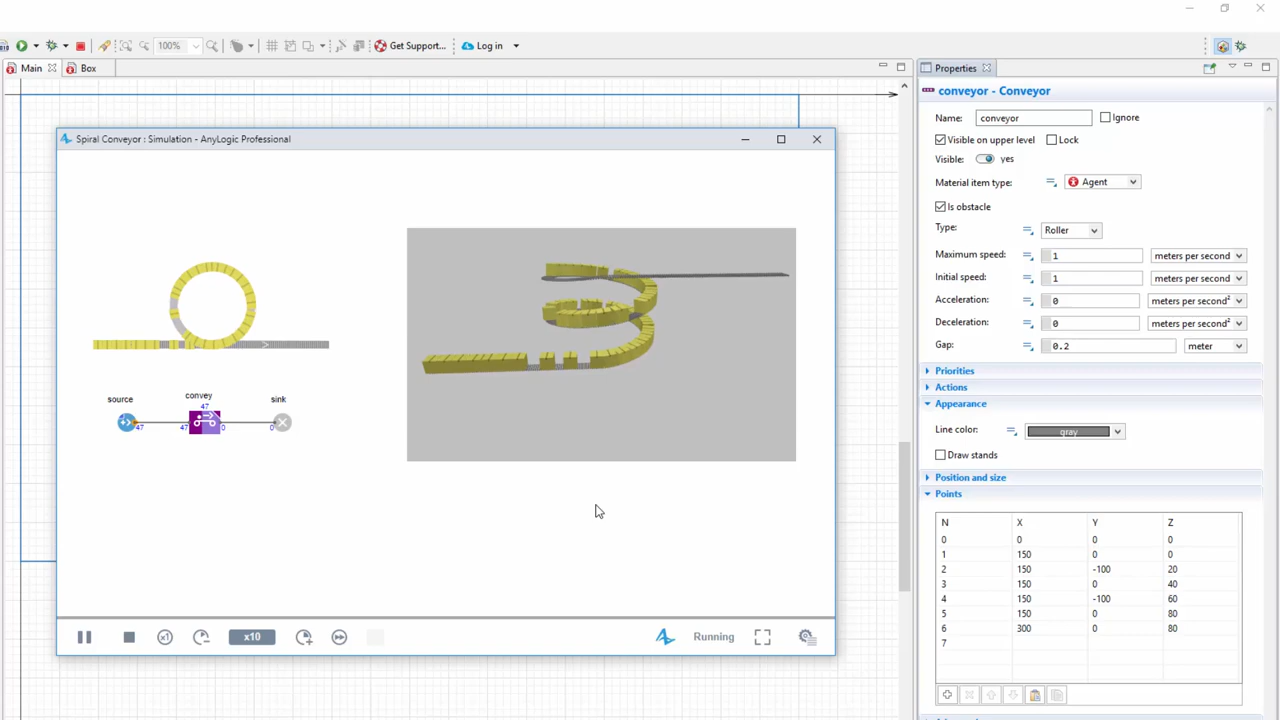 100%
Get Support...
Log in
Main
Box
Properties
conveyor - Conveyor
Name:
conveyor
Ignore
Visible on upper level
Lock
Visible:
yes
Material item type:
Agent
Is obstacle
Type:
Roller
Maximum speed:
1
meters per second
Initial speed:
1
meters per second
Acceleration:
0
meters per second²
Deceleration:
0
meters per second²
Gap:
0.2
meter
Priorities
Actions
Appearance
Line color:
gray
Draw stands
Position and size
Points
N X Y Z
0 0 0 0
1 150 0 0
2 150 -100 20
3 150 0 40
4 150 -100 60
5 150 0 80
6 300 0 80
7
Spiral Conveyor : Simulation - AnyLogic Professional
source
convey
sink
47
47
47
0
0
x1
x10
Running